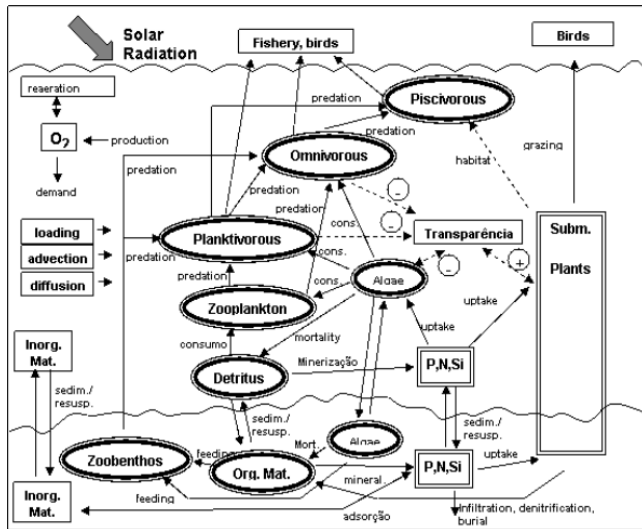 Solar
Radiation
Fishery, birds
Birds
reaeration
predation
Piscivorous
O2
production
predation
Omnivorous
grazing
predation
habitat
demand
predation
predation
-
-
loading
Planktivorous
Transparência
Subm.
Plants
cons.
advection
predation
cons.
-
+
diffusion
predation
Algae
cons.
Zooplankton
uptake
Inorg.
Mat.
consumo
mortality
uptake
Minerização
P,N,Si
Detritus
sedim./
resusp.
sedim./
resusp.
sedim./
resusp.
Algae
Mort.
Zoobenthos
feeding
Org. Mat.
P,N,Si
uptake
mineral.
Inorg.
Mat.
feeding
adsorção
Infiltration, denitrification,
burial